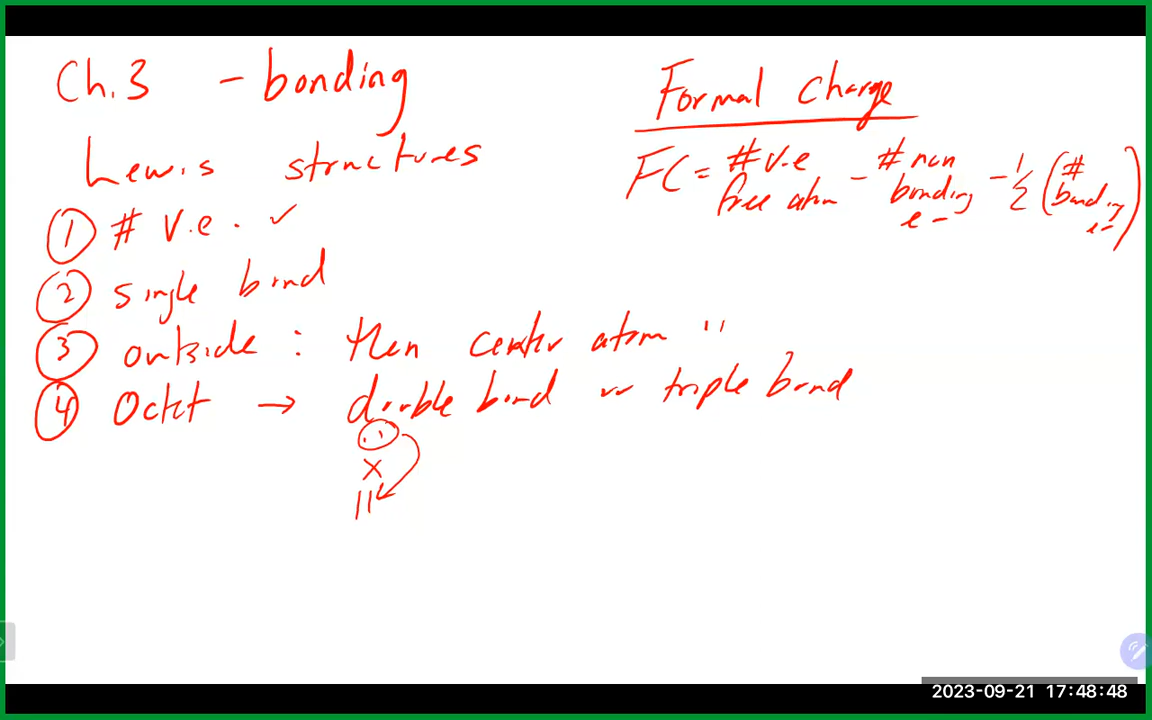 Ch.3 - bonding
Lewis structures
① # v.e. ✓
② single bond
③ outside : then center atom "
④ Octet → double bond or triple bond
..
X
||
Formal Charge
FC = # v.e free atom - # non bonding e- - 1/2 (# bonding e-)
2023-09-21 17:48:48